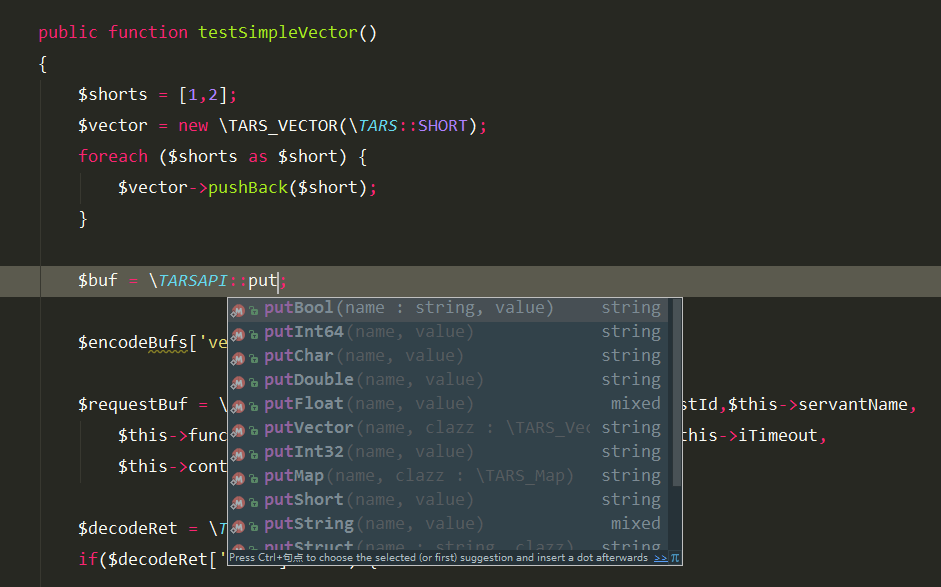 public function testSimpleVector()
{
$shorts = [1,2];
$vector = new \TARS_VECTOR(\TARS::SHORT);
foreach ($shorts as $short) {
$vector->pushBack($short);
}
$buf = \TARSAPI::put;
putBool(name : string, value) string
$encodeBufs['ve
putInt64(name, value) string
putChar(name, value) string
putDouble(name, value) string
$requestBuf = \
putFloat(name, value) mixed
stId,$this->servantName,
$this->func
putVector(name, clazz : \TARS_Vec string
this->iTimeout,
putInt32(name, value) string
$this->cont
putMap(name, clazz : \TARS_Map) string
putShort(name, value) string
$decodeRet = \T
putString(name, value) mixed
putStruct(name : string, clazz) string
if($decodeRet['
Press Ctrl+句点 to choose the selected (or first) suggestion and insert a dot afterwards >> π